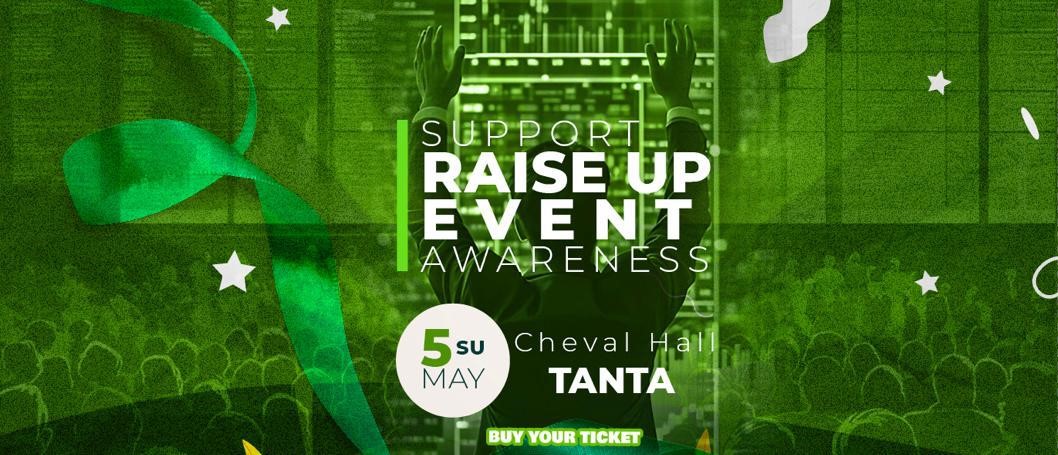 SUPPORT
RAISE UP
EVENT
AWARENESS
5 SU
MAY
Cheval Hall
TANTA
BUY YOUR TICKET